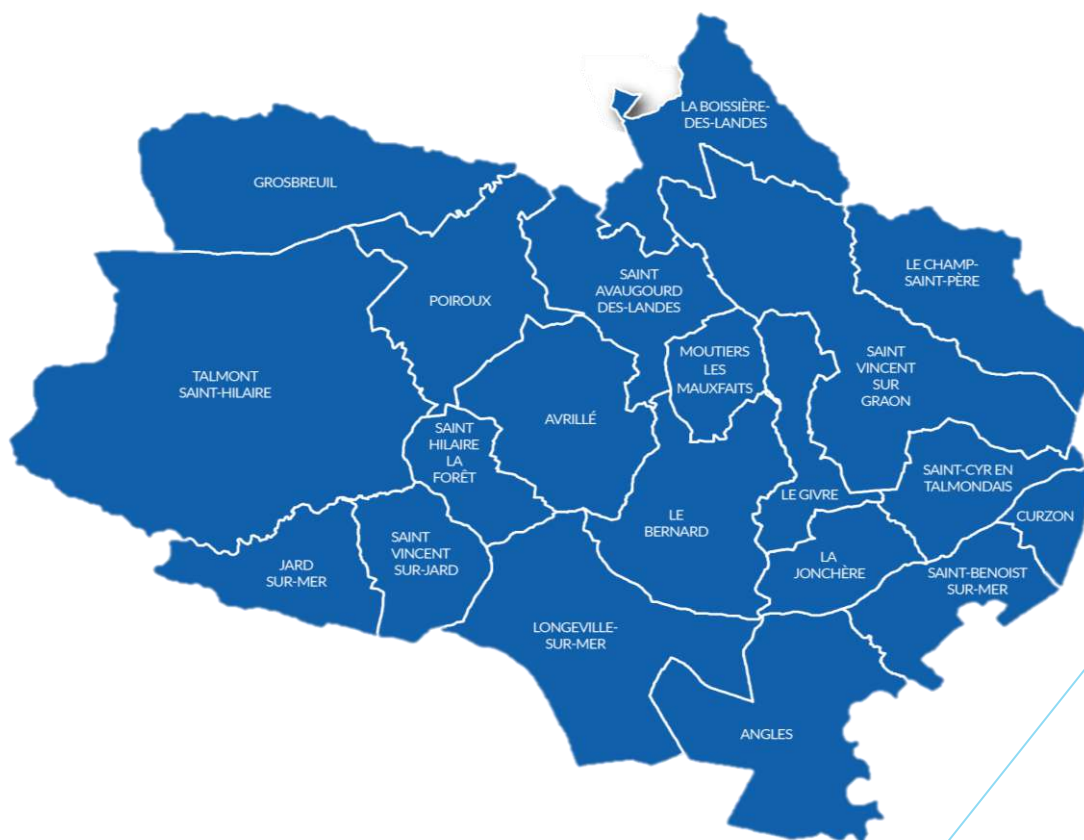 LA BOISSIÈRE-
DES-LANDES
GROSBREUIL
LE CHAMP-
SAINT-PÈRE
SAINT
AVAUGOURD
DES-LANDES
POIROUX
MOUTIERS
LES
MAUXFAITS
SAINT
VINCENT
SUR
GRAON
TALMONT
SAINT-HILAIRE
AVRILLÉ
SAINT
HILAIRE
LA
FORÊT
SAINT-CYR EN
TALMONDAIS
LE GIVRE
CURZON
LE
BERNARD
SAINT
VINCENT
SUR-JARD
JARD
SUR-MER
LA
JONCHÈRE
SAINT-BENOIST
SUR-MER
LONGEVILLE-
SUR-MER
ANGLES